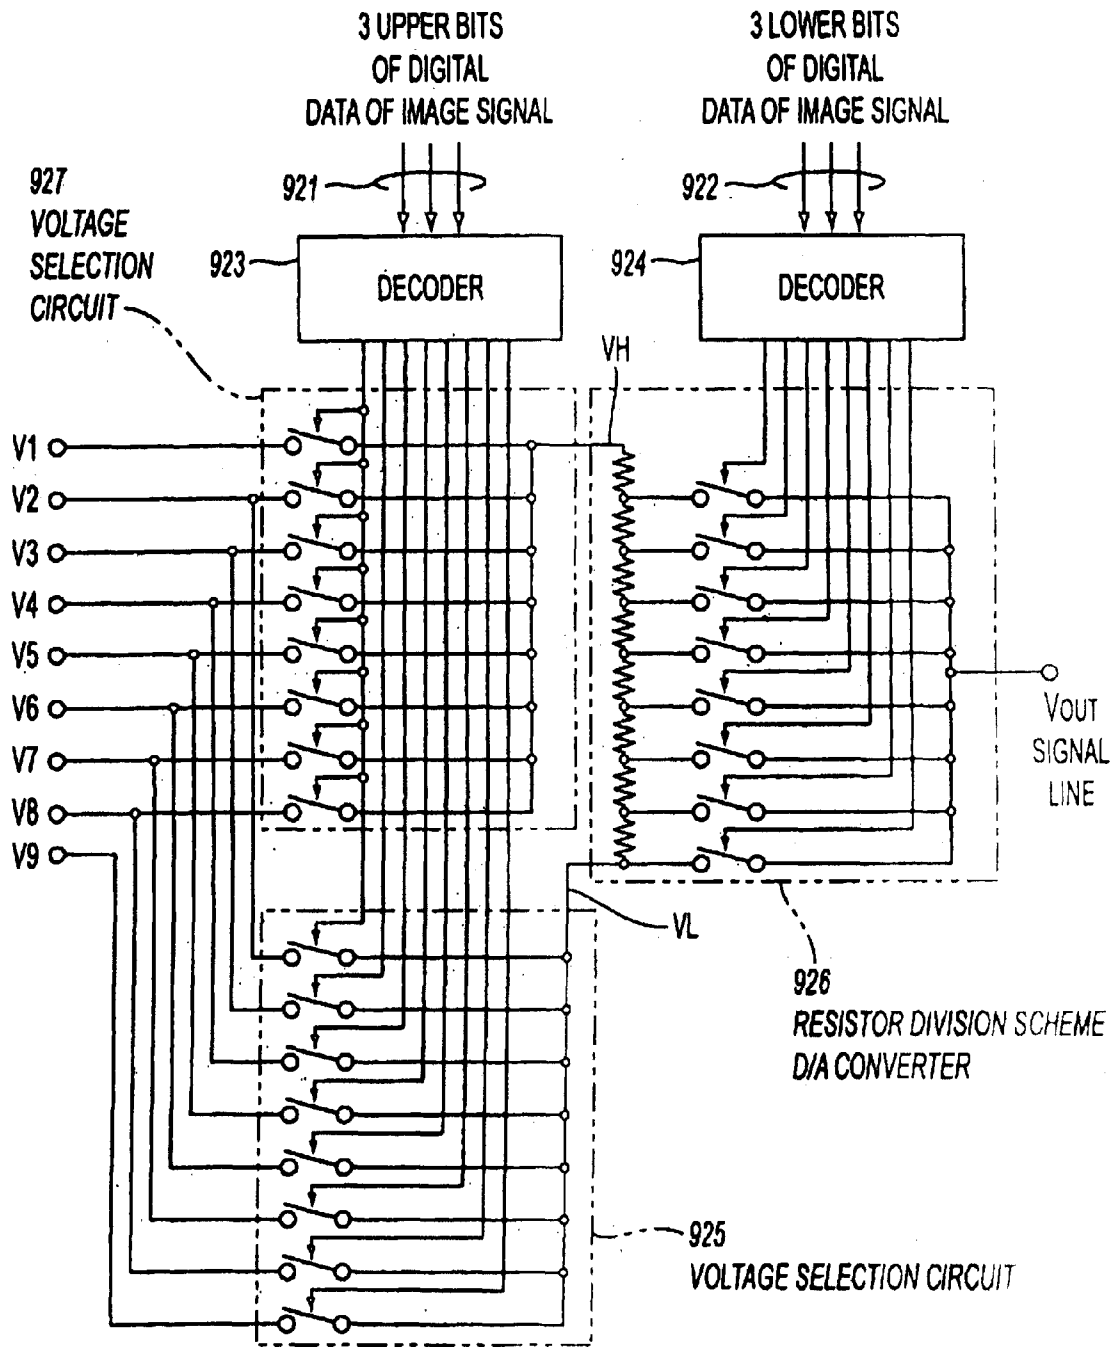 3 UPPER BITS
OF DIGITAL
DATA OF IMAGE SIGNAL
3 LOWER BITS
OF DIGITAL
DATA OF IMAGE SIGNAL
927
VOLTAGE
SELECTION
CIRCUIT
921
922
923
DECODER
924
DECODER
VH
V1
V2
V3
V4
V5
V6
V7
V8
V9
VOUT
SIGNAL
LINE
VL
926
RESISTOR DIVISION SCHEME
D/A CONVERTER
925
VOLTAGE SELECTION CIRCUIT